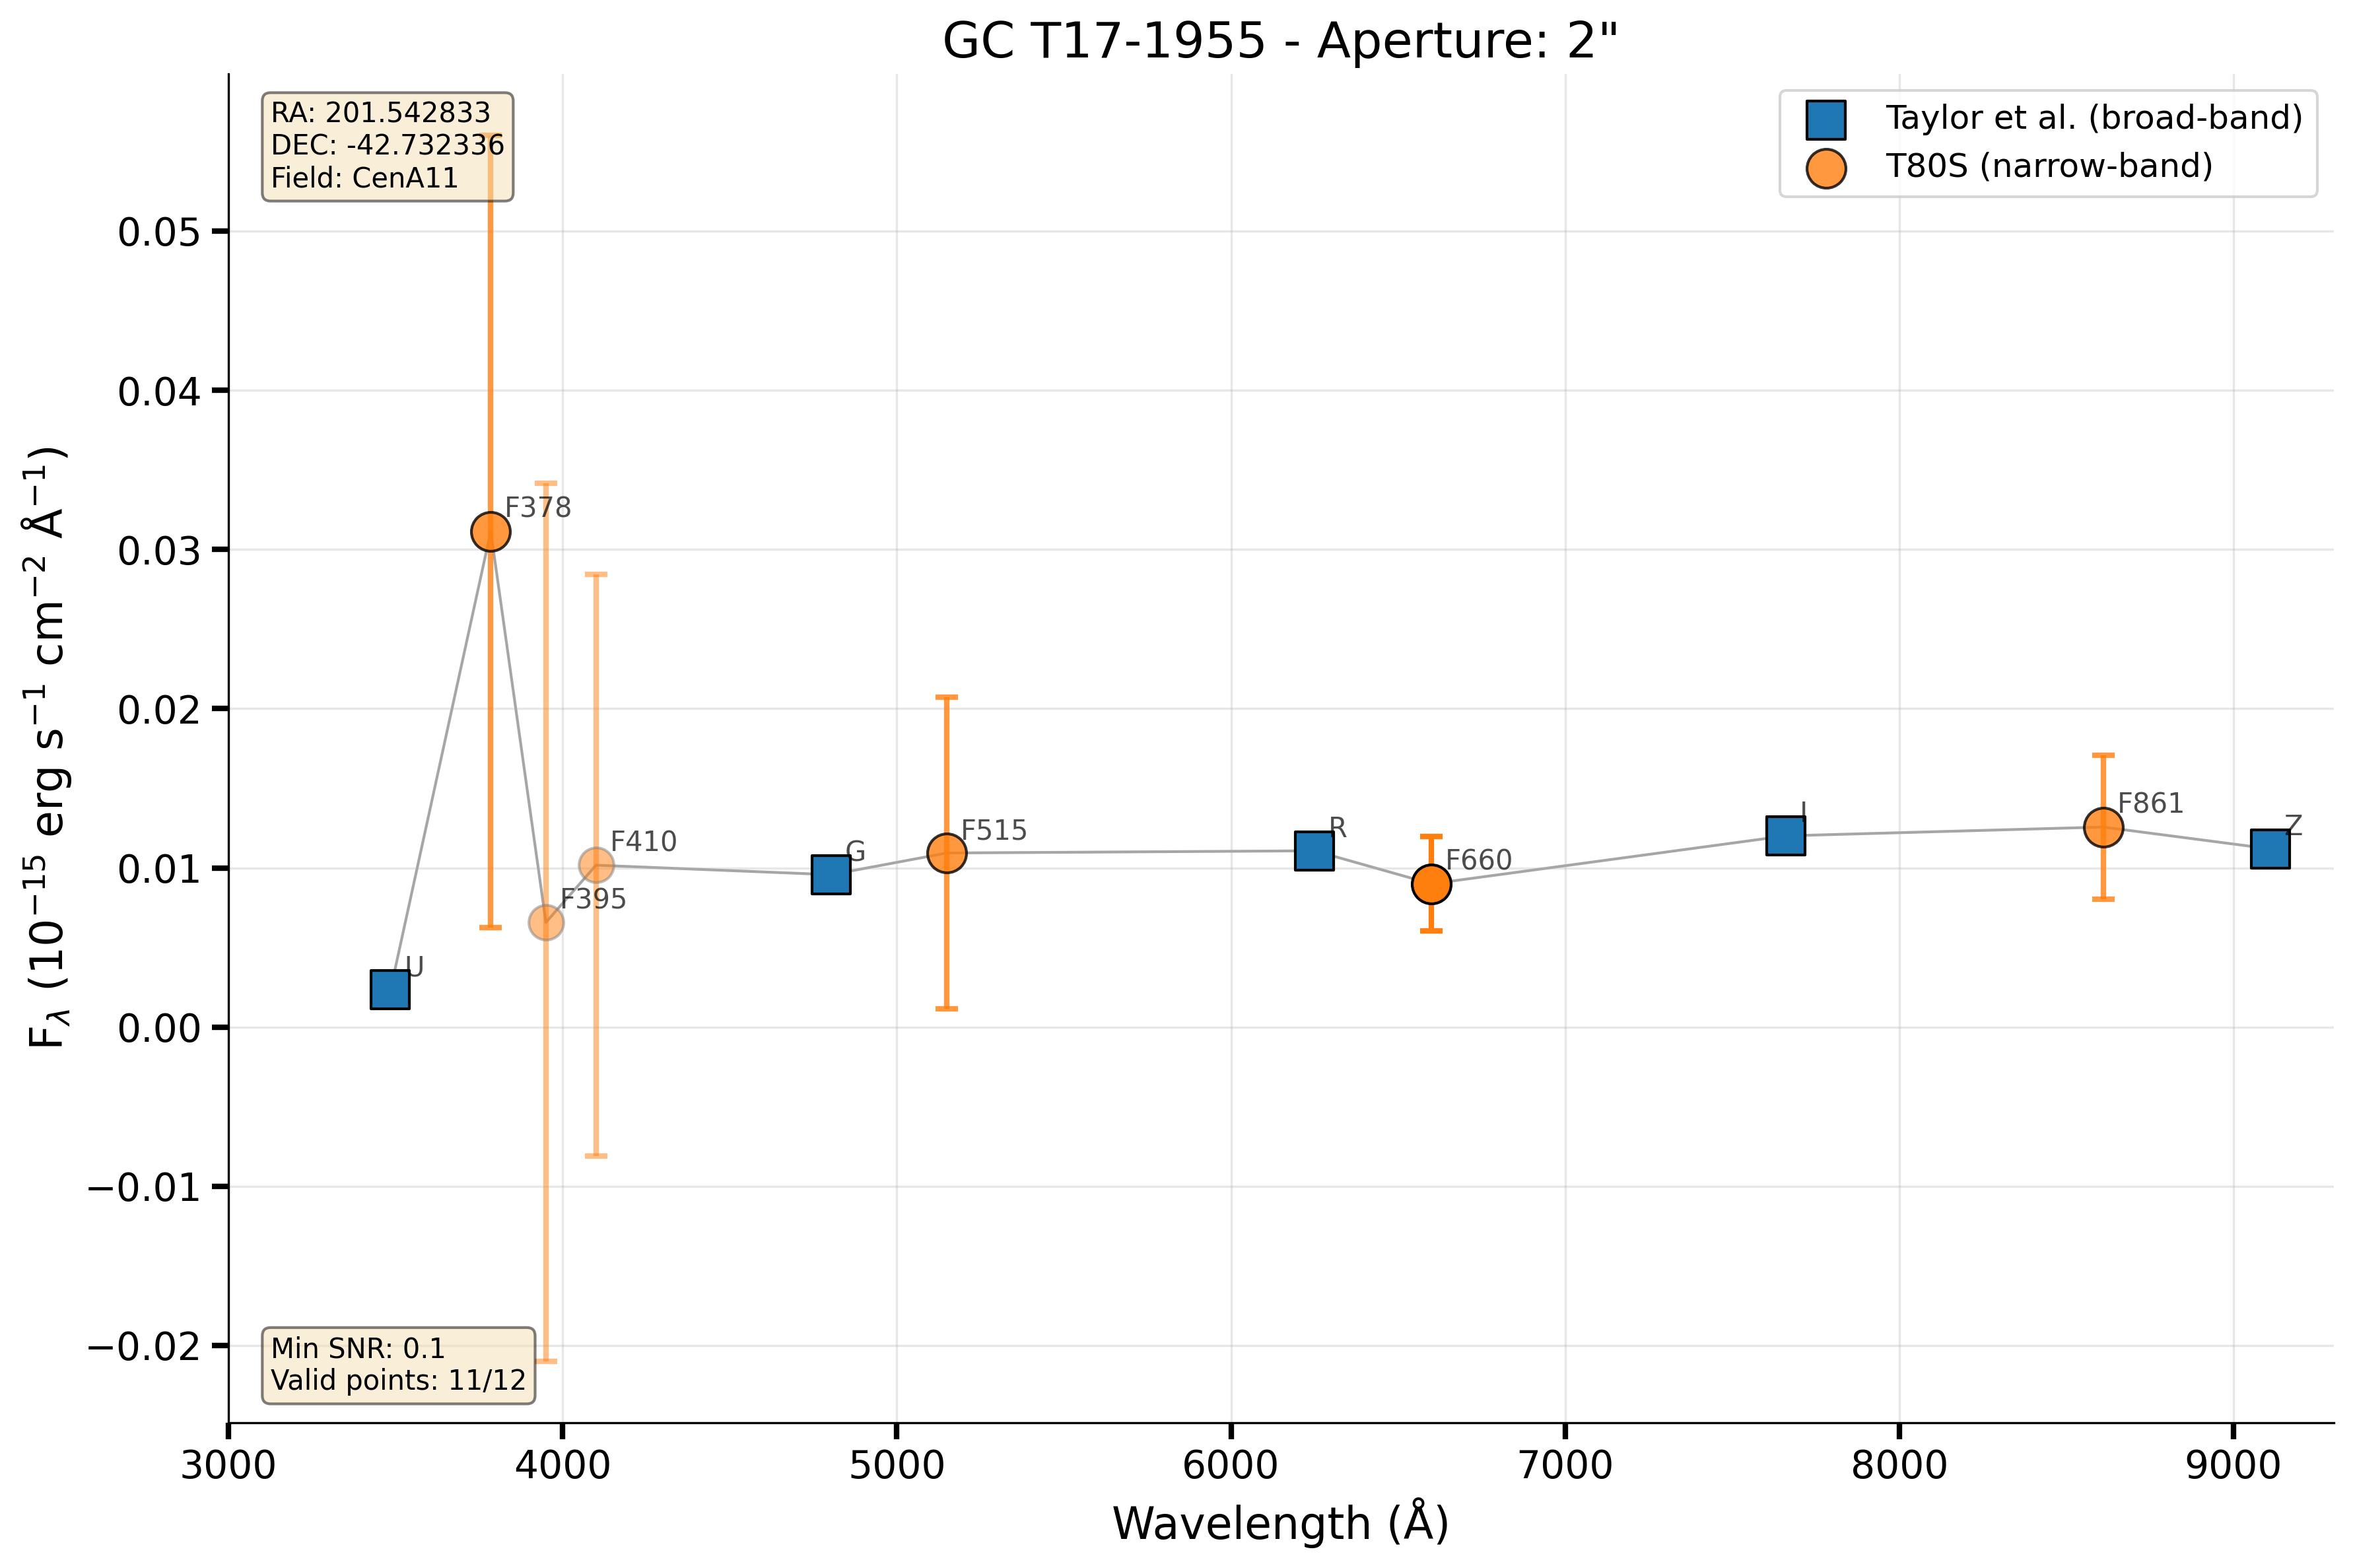 GC T17-1955 - Aperture: 2"
RA: 201.542833
DEC: -42.732336
Field: CenA11
Taylor et al. (broad-band)
T80S (narrow-band)
0.05
0.04
0.03
0.02
0.01
0.00
−0.01
−0.02
F$_λ$ (10$^{−15}$ erg s$^{−1}$ cm$^{−2}$ Å$^{−1}$)
F378
F410
F395
U
G
F515
R
F660
I
F861
Z
Min SNR: 0.1
Valid points: 11/12
3000 4000 5000 6000 7000 8000 9000
Wavelength (Å)